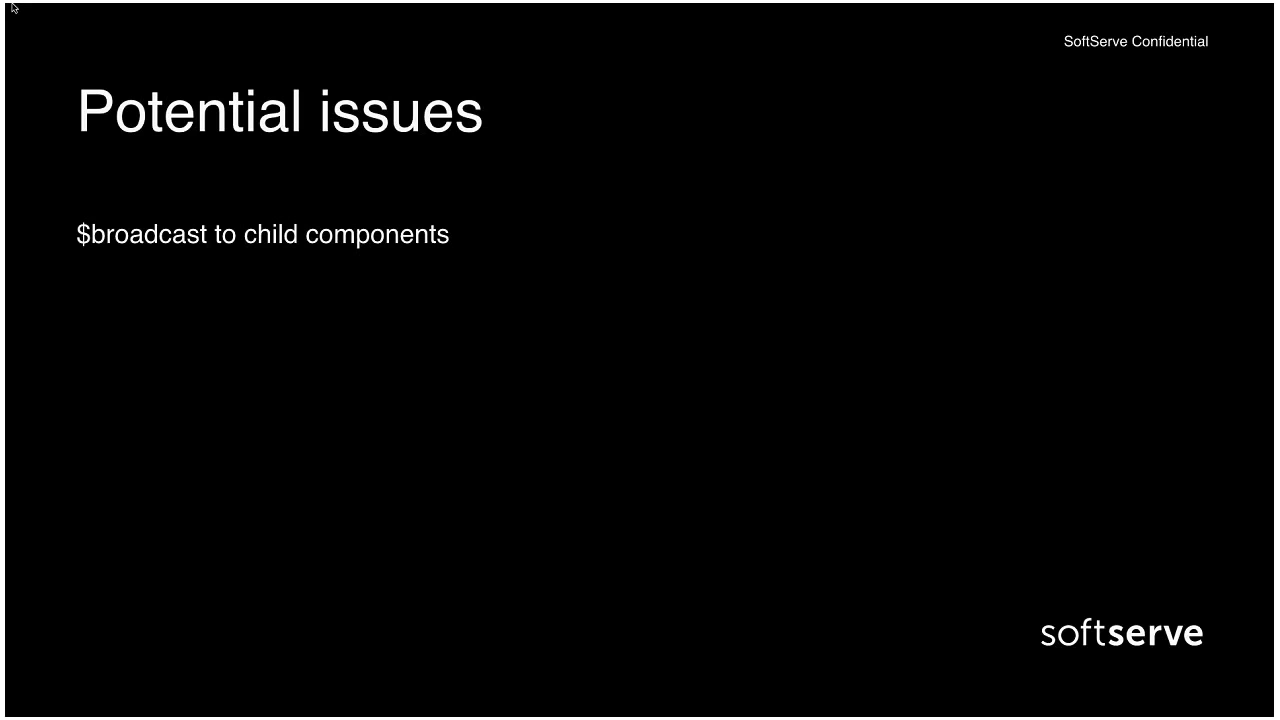 SoftServe Confidential
Potential issues
$broadcast to child components
softserve